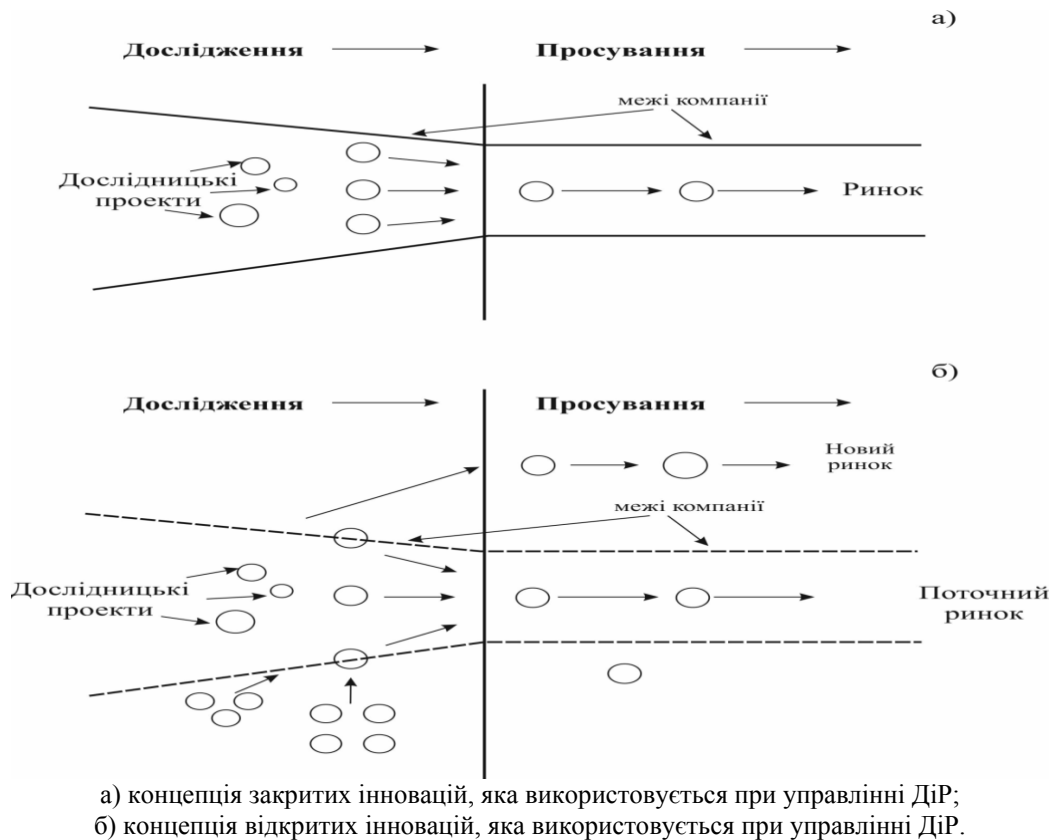 а)
Дослідження
Просування
межі компанії
Дослідницькі
проекти
Ринок
б)
Дослідження
Просування
Новий
ринок
межі компанії
Дослідницькі
проекти
Поточний
ринок
а) концепція закритих інновацій, яка використовується при управлінні ДіР;
б) концепція відкритих інновацій, яка використовується при управлінні ДіР.